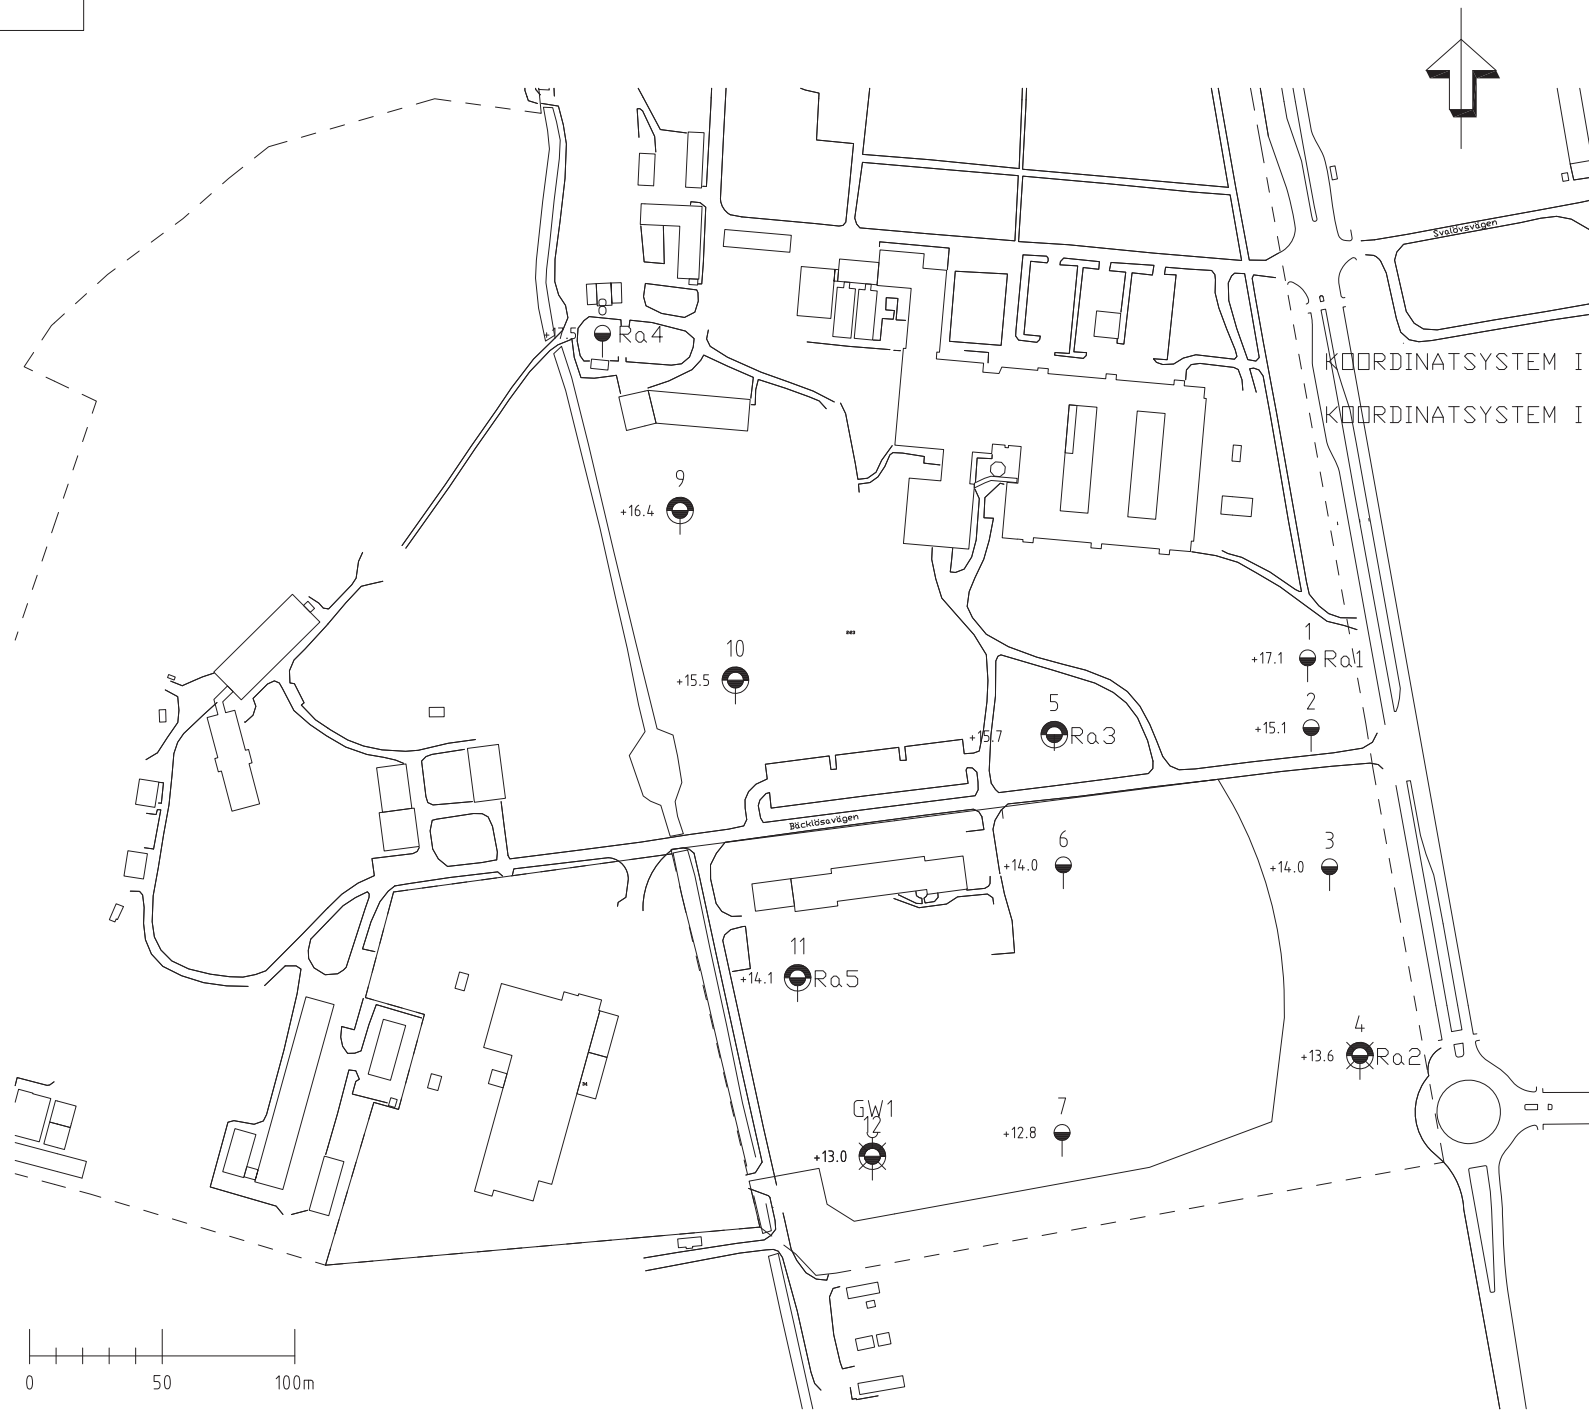 Svalövsvägen
+17.5 Ra4
KOORDINATSYSTEM I
KOORDINATSYSTEM I
9
+16.4
1
+17.1 Ra1
10
+15.5
2
+15.1
5
+15.7 Ra3
Bäcklösavägen
6
+14.0
3
+14.0
11
+14.1 Ra5
4
+13.6 Ra2
GW1
12
+13.0
7
+12.8
0 50 100m